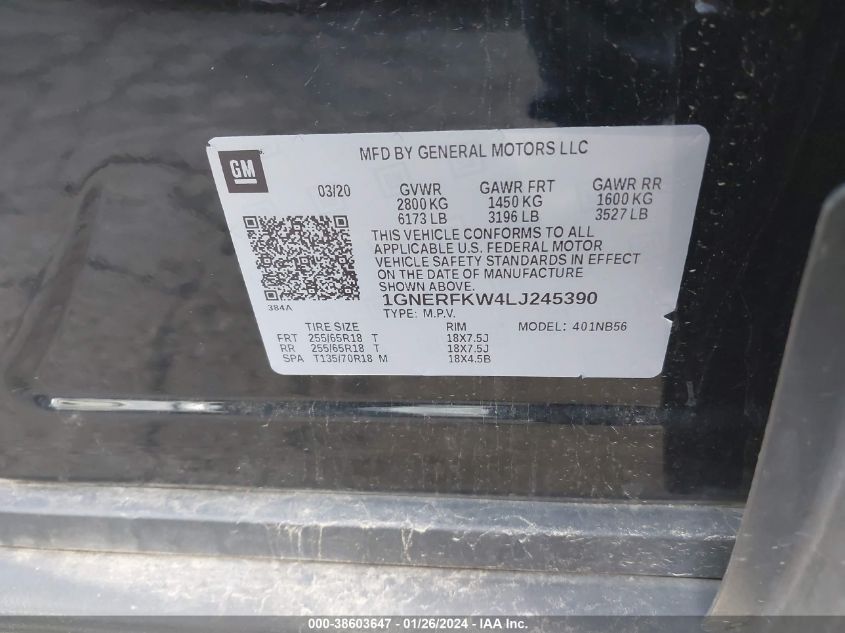 GM
MFD BY GENERAL MOTORS LLC
03/20 GVWR GAWR FRT GAWR RR
2800 KG 1450 KG 1600 KG
6173 LB 3196 LB 3527 LB
THIS VEHICLE CONFORMS TO ALL
APPLICABLE U.S. FEDERAL MOTOR
VEHICLE SAFETY STANDARDS IN EFFECT
ON THE DATE OF MANUFACTURE
SHOWN ABOVE.
384A 1GNERFKW4LJ245390
TYPE: M.P.V.
TIRE SIZE RIM MODEL: 401NB56
FRT 255/65R18 T 18X7.5J
RR 255/65R18 T 18X7.5J
SPA T135/70R18 M 18X4.5B
000-38603647 - 01/26/2024 - IAA Inc.